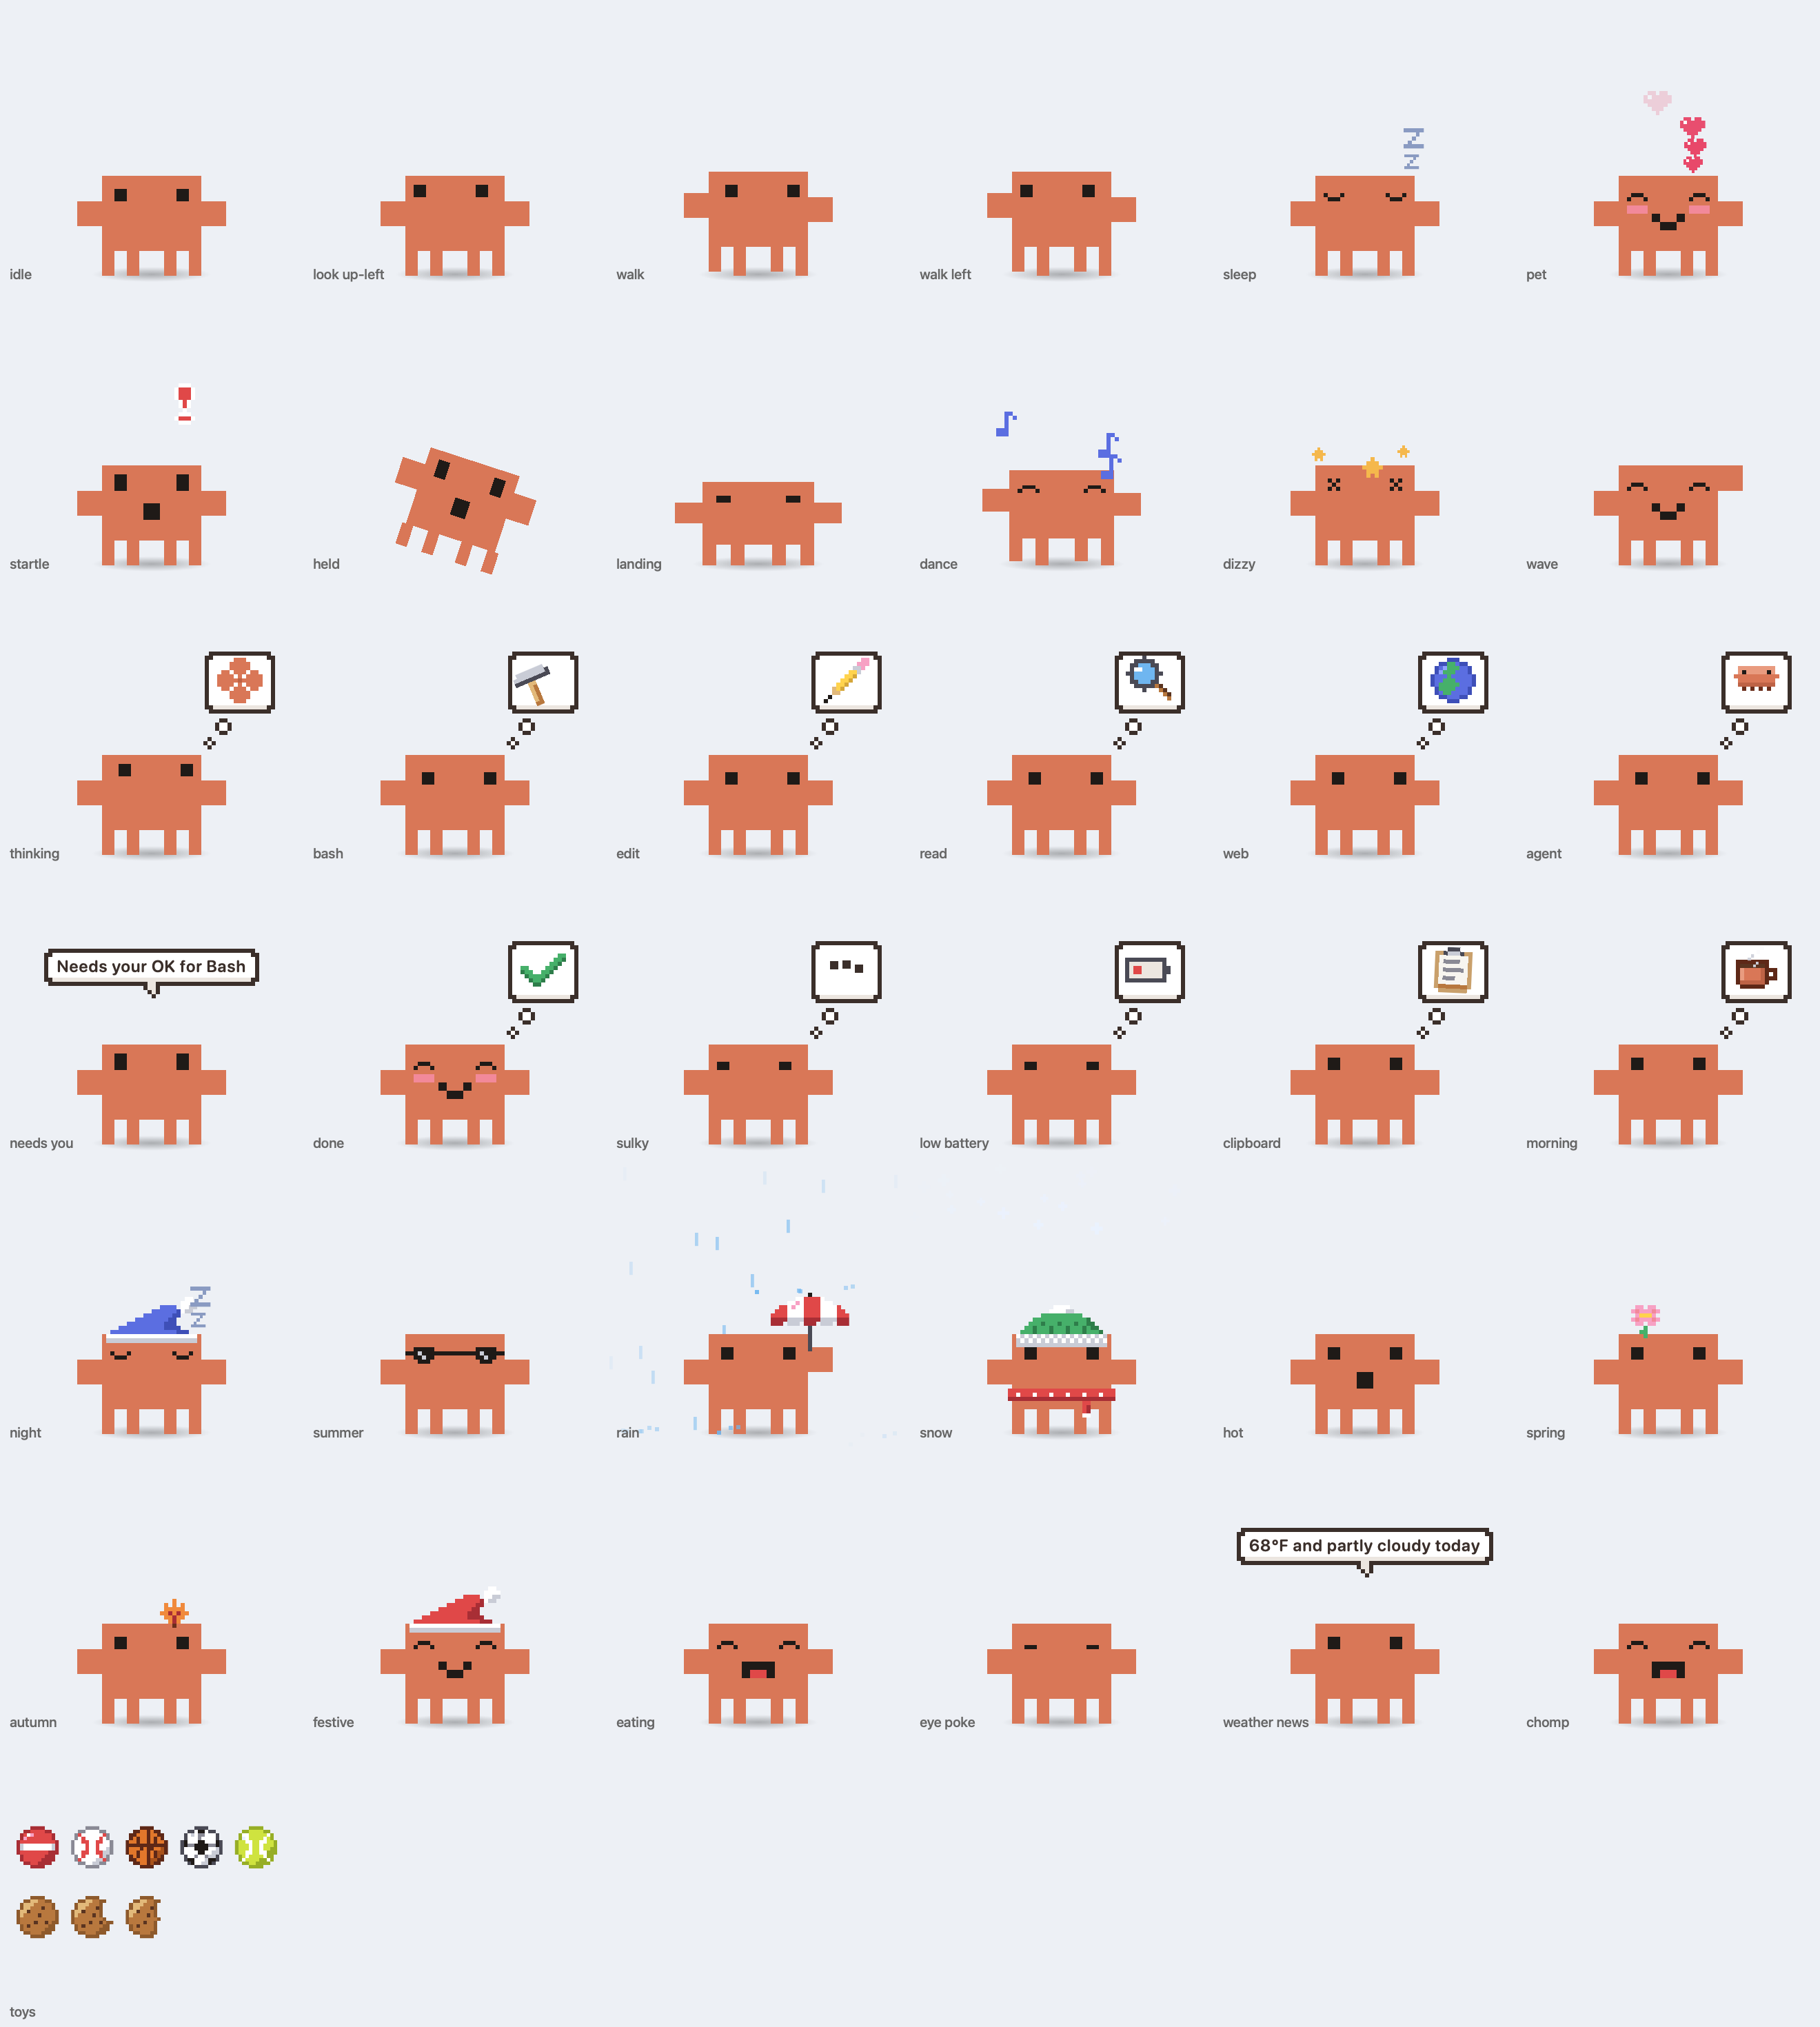 idle
look up-left
walk
walk left
sleep
pet
startle
held
landing
dance
dizzy
wave
thinking
bash
edit
read
web
agent
Needs your OK for Bash
needs you
done
sulky
low battery
clipboard
morning
night
summer
rain
snow
hot
spring
68°F and partly cloudy today
autumn
festive
eating
eye poke
weather news
chomp
toys